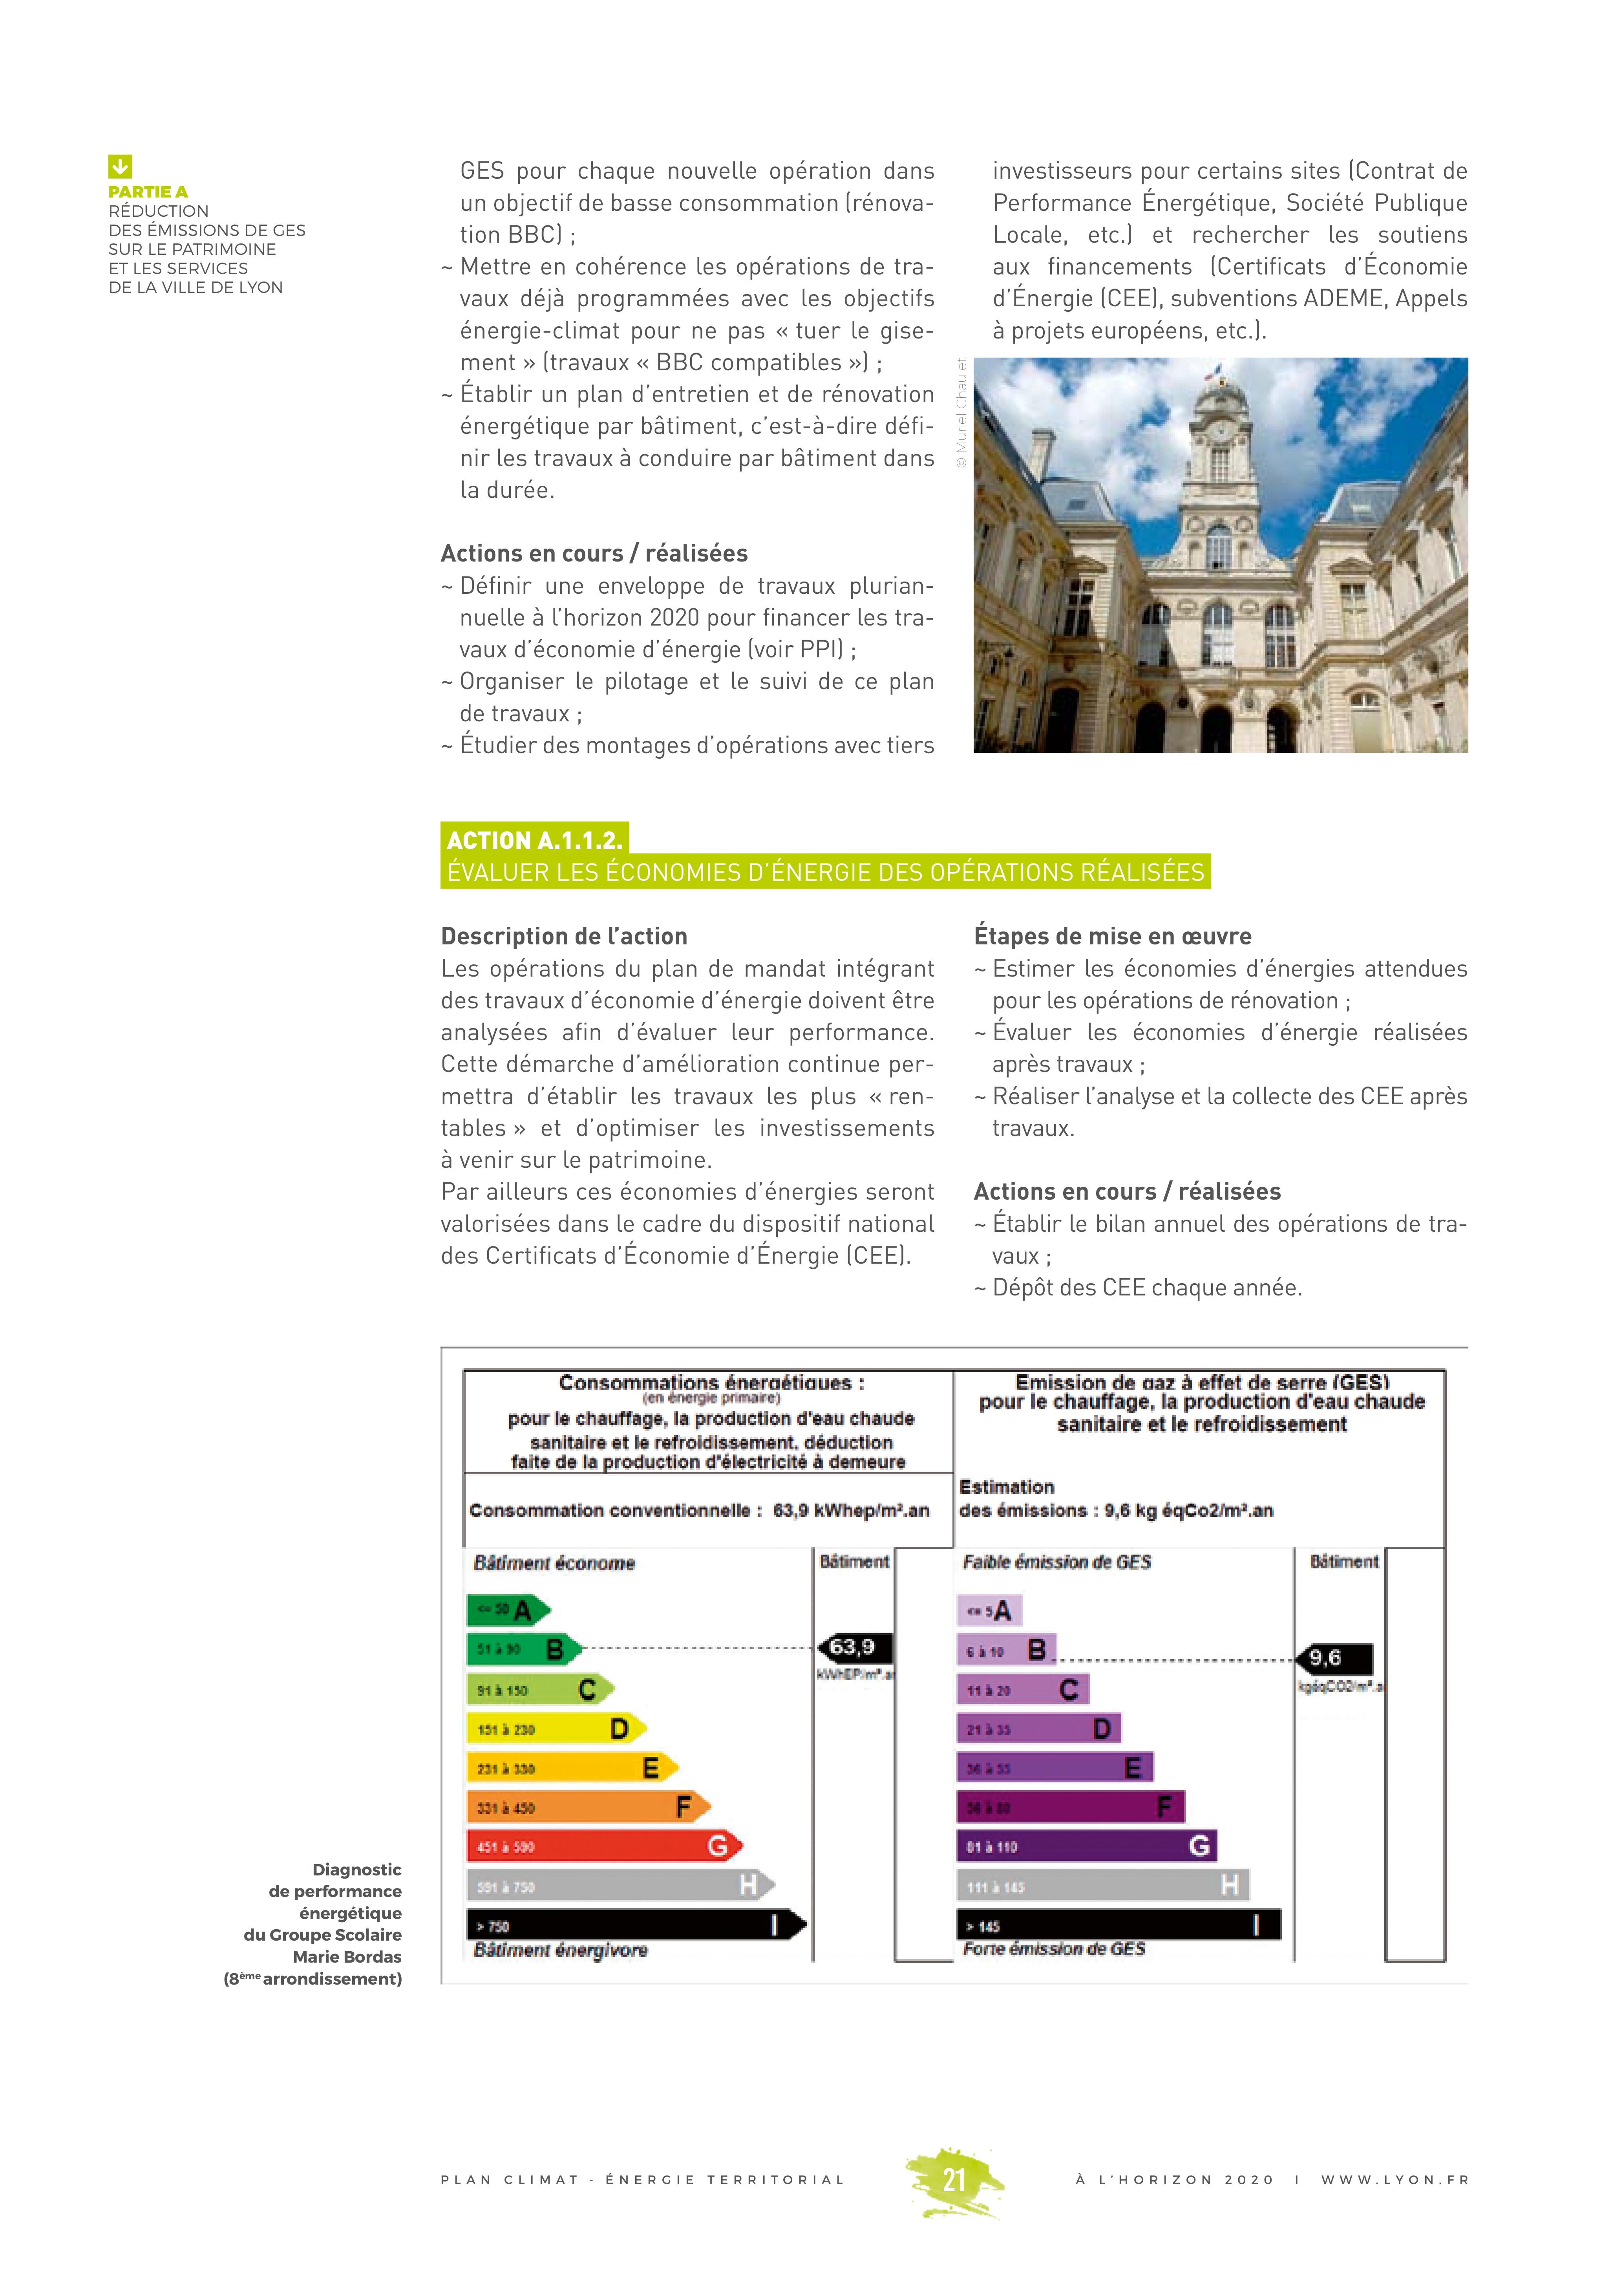 PARTIE A
RÉDUCTION
DES ÉMISSIONS DE GES
SUR LE PATRIMOINE
ET LES SERVICES
DE LA VILLE DE LYON
GES pour chaque nouvelle opération dans
un objectif de basse consommation (rénova-
tion BBC) ;
~ Mettre en cohérence les opérations de tra-
vaux déjà programmées avec les objectifs
énergie-climat pour ne pas « tuer le gise-
ment » (travaux « BBC compatibles ») ;
~ Établir un plan d’entretien et de rénovation
énergétique par bâtiment, c’est-à-dire défi-
nir les travaux à conduire par bâtiment dans
la durée.
Actions en cours / réalisées
~ Définir une enveloppe de travaux plurian-
nuelle à l’horizon 2020 pour financer les tra-
vaux d’économie d’énergie (voir PPI) ;
~ Organiser le pilotage et le suivi de ce plan
de travaux ;
~ Étudier des montages d’opérations avec tiers
investisseurs pour certains sites (Contrat de
Performance Énergétique, Société Publique
Locale, etc.) et rechercher les soutiens
aux financements (Certificats d’Économie
d’Énergie (CEE), subventions ADEME, Appels
à projets européens, etc.).
© Muriel Chaulet
ACTION A.1.1.2.
ÉVALUER LES ÉCONOMIES D’ÉNERGIE DES OPÉRATIONS RÉALISÉES
Description de l’action
Les opérations du plan de mandat intégrant
des travaux d’économie d’énergie doivent être
analysées afin d’évaluer leur performance.
Cette démarche d’amélioration continue per-
mettra d’établir les travaux les plus « ren-
tables » et d’optimiser les investissements
à venir sur le patrimoine.
Par ailleurs ces économies d’énergies seront
valorisées dans le cadre du dispositif national
des Certificats d’Économie d’Énergie (CEE).
Étapes de mise en œuvre
~ Estimer les économies d’énergies attendues
pour les opérations de rénovation ;
~ Évaluer les économies d’énergie réalisées
après travaux ;
~ Réaliser l’analyse et la collecte des CEE après
travaux.
Actions en cours / réalisées
~ Établir le bilan annuel des opérations de tra-
vaux ;
~ Dépôt des CEE chaque année.
Consommations énergétiques :
(en énergie primaire)
pour le chauffage, la production d'eau chaude
sanitaire et le refroidissement, déduction
faite de la production d'électricité à demeure
Consommation conventionnelle : 63,9 kWhep/m².an
Emission de gaz à effet de serre (GES)
pour le chauffage, la production d'eau chaude
sanitaire et le refroidissement
Estimation
des émissions : 9,6 kg éqCo2/m².an
Bâtiment économe
Bâtiment
<= 50 A
51 à 90 B
63,9
kWhEP/m².an
91 à 150 C
151 à 230 D
231 à 330 E
331 à 450 F
451 à 590 G
591 à 750 H
> 750 I
Bâtiment énergivore
Faible émission de GES
Bâtiment
<= 5 A
6 à 10 B
9,6
kgéqCO2/m².a
11 à 20 C
21 à 35 D
36 à 55 E
56 à 80 F
81 à 110 G
111 à 145 H
> 145 I
Forte émission de GES
Diagnostic
de performance
énergétique
du Groupe Scolaire
Marie Bordas
(8ème arrondissement)
PLAN CLIMAT - ÉNERGIE TERRITORIAL
21
À L’HORIZON 2020 I WWW.LYON.FR